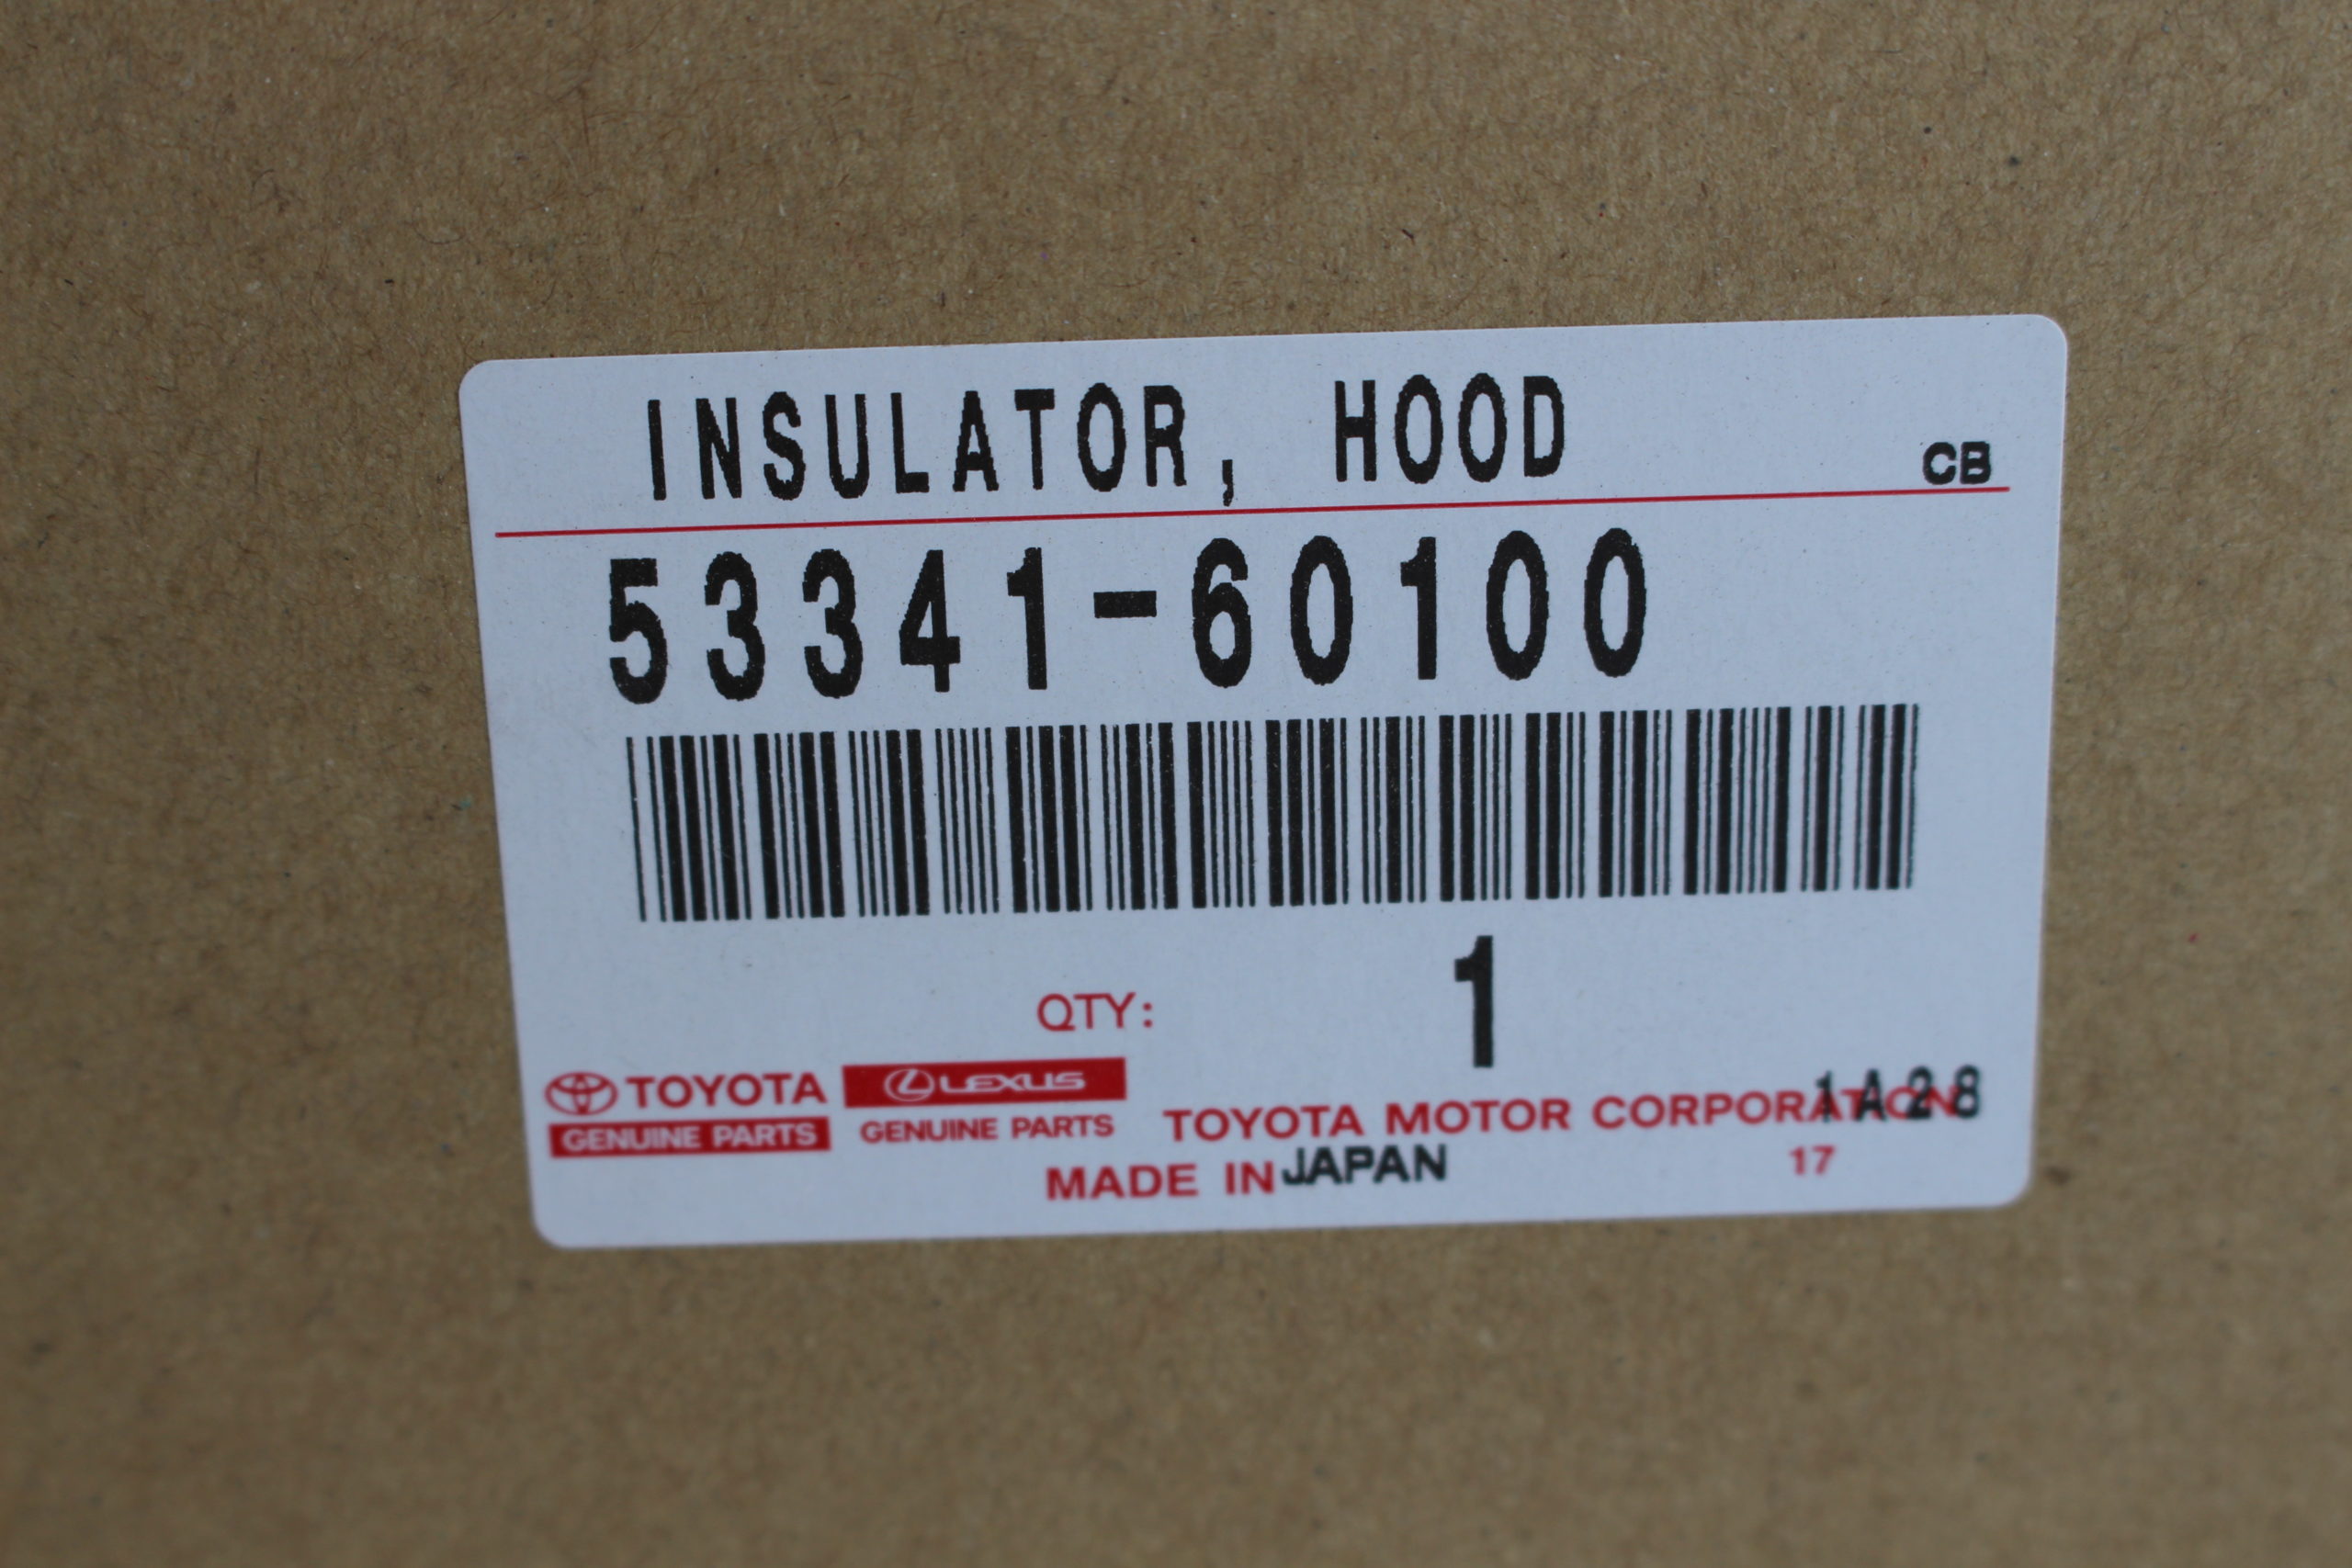 INSULATOR, HOOD
CB
53341-60100
QTY: 1
TOYOTA
GENUINE PARTS
LEXUS
GENUINE PARTS
TOYOTA MOTOR CORPORATION
1A28
MADE IN JAPAN
17